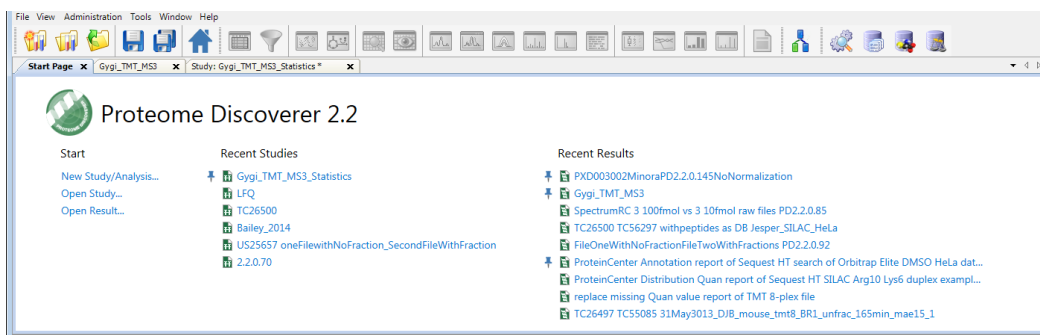 File View Administration Tools Window Help
Start Page x Gygi_TMT_MS3 x Study: Gygi_TMT_MS3_Statistics * x
Proteome Discoverer 2.2
Start
New Study/Analysis...
Open Study...
Open Result...
Recent Studies
Gygi_TMT_MS3_Statistics
LFQ
TC26500
Bailey_2014
US25657 oneFilewithNoFraction_SecondFileWithFraction
2.2.0.70
Recent Results
PXD003002MinoraPD2.2.0.145NoNormalization
Gygi_TMT_MS3
SpectrumRC 3 100fmol vs 3 10fmol raw files PD2.2.0.85
TC26500 TC56297 withpeptides as DB Jesper_SILAC_HeLa
FileOneWithNoFractionFileTwoWithFractions PD2.2.0.92
ProteinCenter Annotation report of Sequest HT search of Orbitrap Elite DMSO HeLa dat...
ProteinCenter Distribution Quan report of Sequest HT SILAC Arg10 Lys6 duplex exampl...
replace missing Quan value report of TMT 8-plex file
TC26497 TC55085 31May3013_DJB_mouse_tmt8_BR1_unfrac_165min_mae15_1